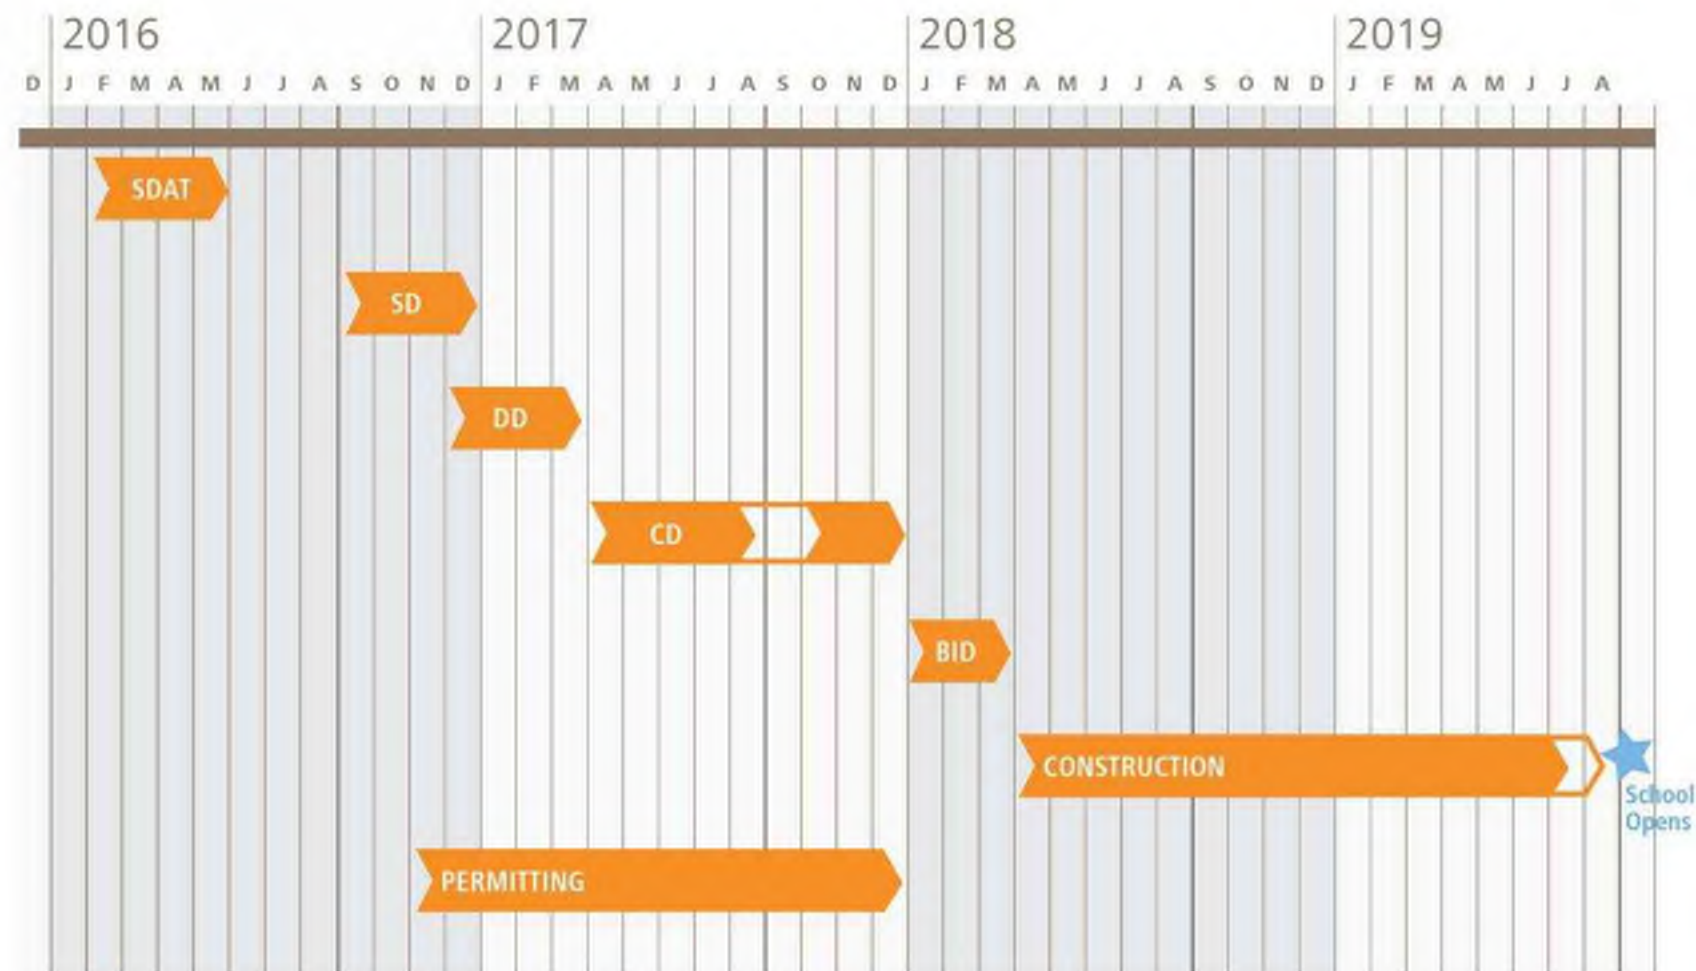 2016 2017 2018 2019
D J F M A M J J A S O N D J F M A M J J A S O N D J F M A M J J A S O N D J F M A M J J A
SDAT
SD
DD
CD
BID
CONSTRUCTION
School
Opens
PERMITTING